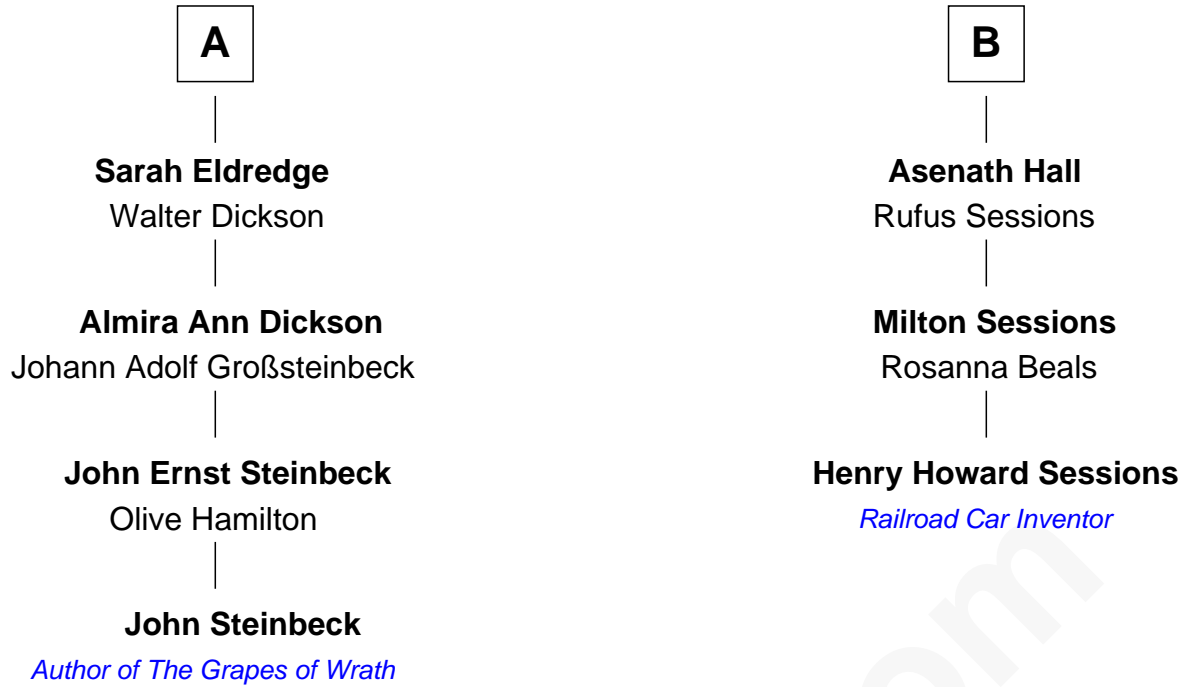 A
Sarah Eldredge
Walter Dickson
Almira Ann Dickson
Johann Adolf Großsteinbeck
John Ernst Steinbeck
Olive Hamilton
John Steinbeck
Author of The Grapes of Wrath
B
Asenath Hall
Rufus Sessions
Milton Sessions
Rosanna Beals
Henry Howard Sessions
Railroad Car Inventor
om